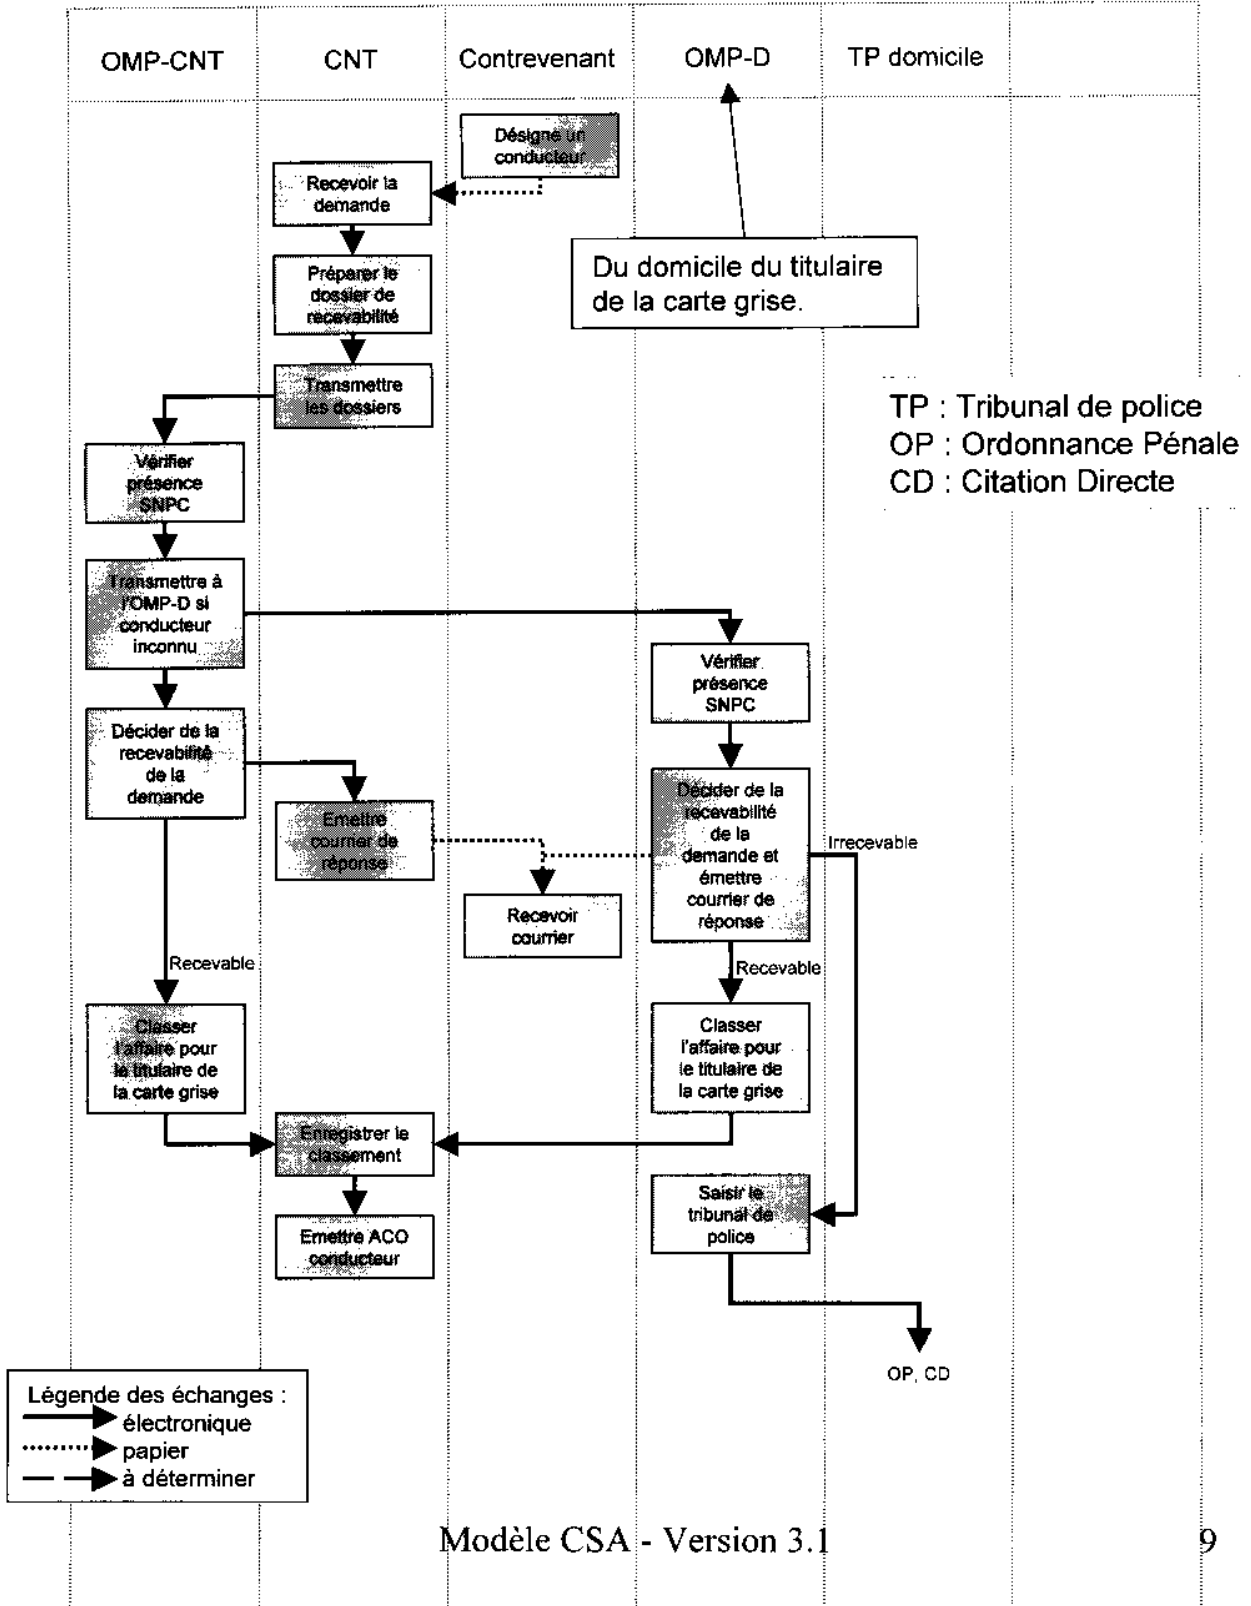 OMP-CNT
CNT
Contrevenant
OMP-D
TP domicile
Désigne un
conducteur
Recevoir la
demande
Préparer le
dossier de
recevabilité
Du domicile du titulaire
de la carte grise.
Transmettre
les dossiers
TP : Tribunal de police
OP : Ordonnance Pénale
CD : Citation Directe
Vérifier
présence
SNPC
Transmettre à
l'OMP-D si
conducteur
inconnu
Vérifier
présence
SNPC
Décider de la
recevabilité
de la
demande
Emettre
courrier de
réponse
Décider de la
recevabilité
de la
demande et
émettre
courrier de
réponse
Irrecevable
Recevoir
courrier
Recevable
Recevable
Classer
l'affaire pour
le titulaire de
la carte grise
Classer
l'affaire pour
le titulaire de
la carte grise
Enregistrer le
classement
Saisir le
tribunal de
police
Emettre ACO
conducteur
OP, CD
Légende des échanges :
électronique
papier
à déterminer
Modèle CSA - Version 3.1
9